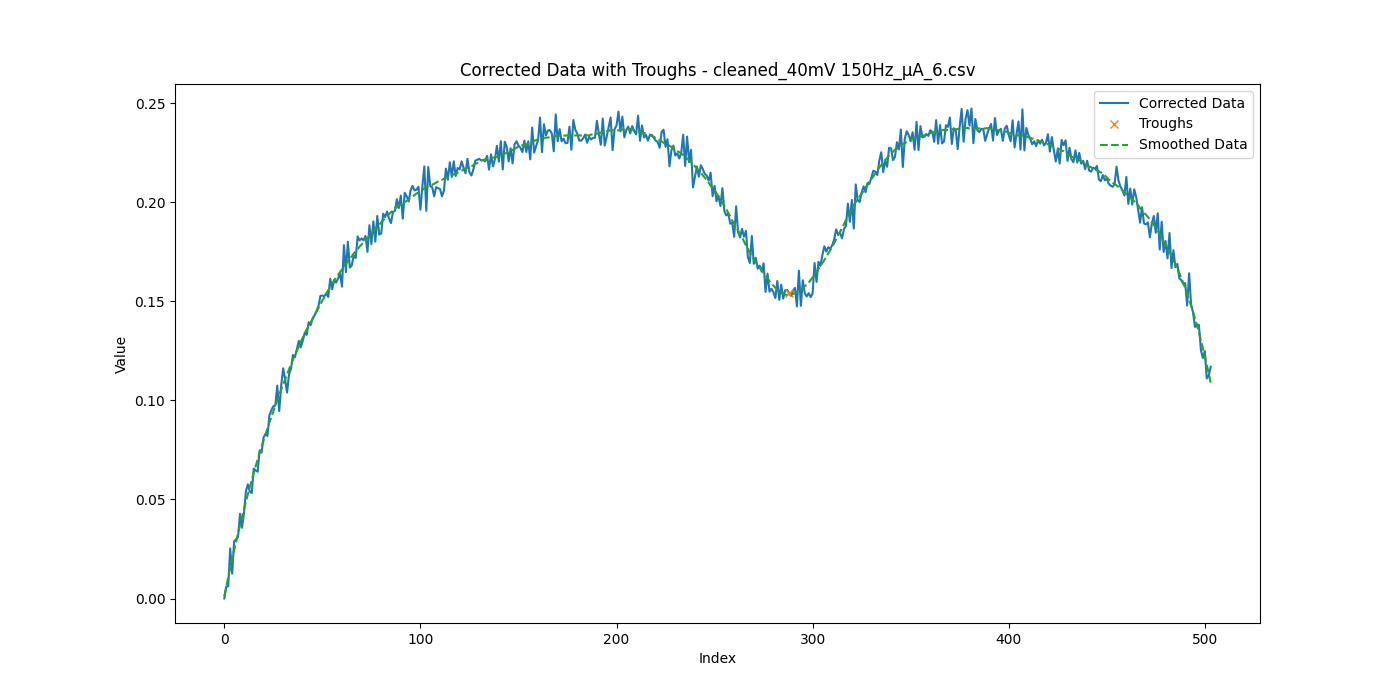 Corrected Data with Troughs - cleaned_40mV 150Hz_µA_6.csv
Corrected Data
Troughs
Smoothed Data
Value
0.25
0.20
0.15
0.10
0.05
0.00
0 100 200 300 400 500
Index